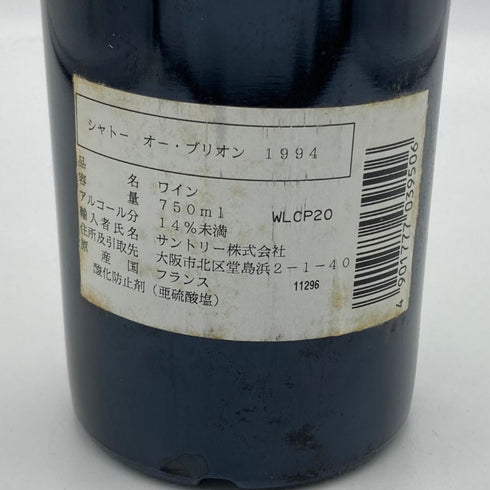 シャトー オー・ブリオン 1994
品名 ワイン
容量 750ml WLCP20
アルコール分 14%未満
輸入者氏名 サントリー株式会社
住所及引取先 大阪市北区堂島浜2-1-40
原産国 フランス 11296
酸化防止剤(亜硫酸塩)
4901777039506